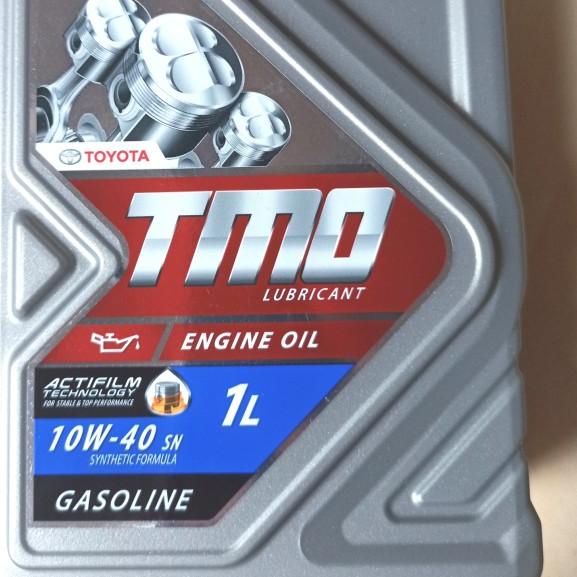 TOYOTA
TMO
LUBRICANT
ENGINE OIL
ACTIFILM
TECHNOLOGY
FOR STABLE & TOP PERFORMANCE
1L
10W-40 SN
SYNTHETIC FORMULA
GASOLINE